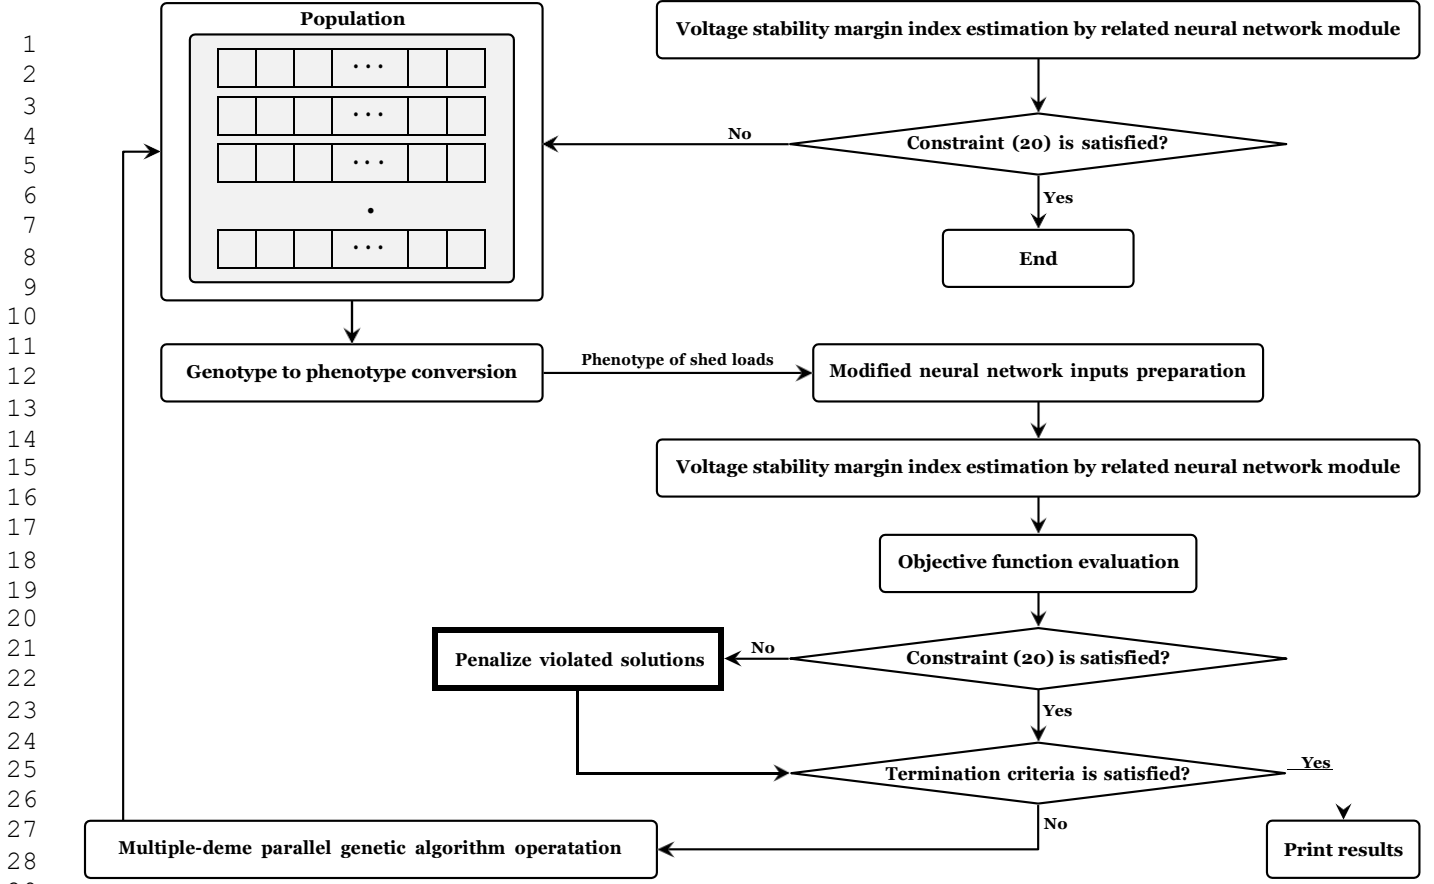 Population
Voltage stability margin index estimation by related neural network module
1
2
3
4
5
6
7
8
9
10
11
12
13
14
15
16
17
18
19
20
21
22
23
24
25
26
27
28
...
...
...
.
...
No
Constraint (20) is satisfied?
Yes
End
Genotype to phenotype conversion
Phenotype of shed loads
Modified neural network inputs preparation
Voltage stability margin index estimation by related neural network module
Objective function evaluation
Penalize violated solutions
No
Constraint (20) is satisfied?
Yes
Termination criteria is satisfied?
Yes
No
Multiple-deme parallel genetic algorithm operatation
Print results